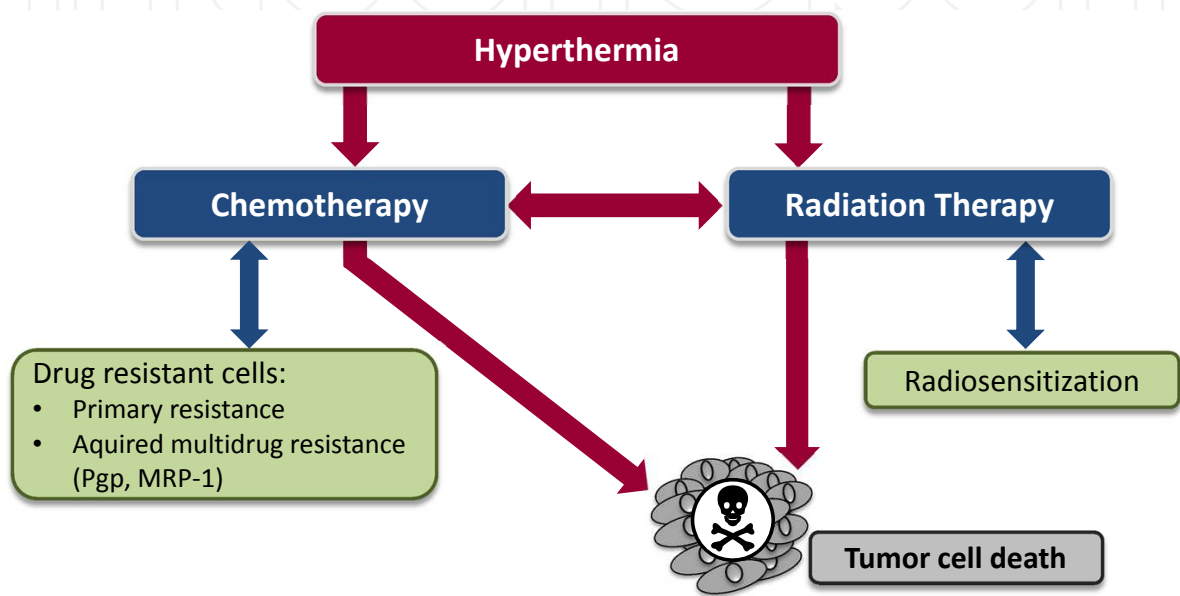 Hyperthermia
Chemotherapy
Radiation Therapy
Drug resistant cells:
• Primary resistance
• Aquired multidrug resistance
(Pgp, MRP-1)
Radiosensitization
Tumor cell death